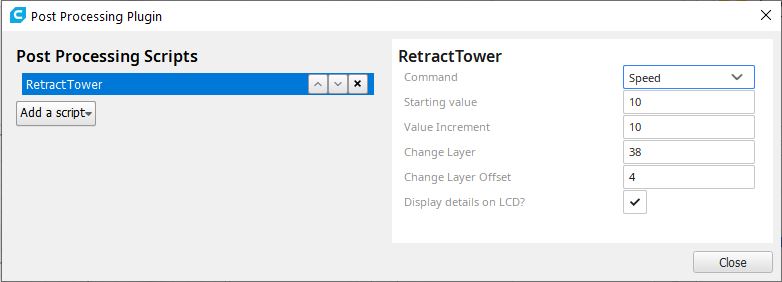 Post Processing Plugin
Post Processing Scripts
RetractTower
Add a script
RetractTower
Command Speed
Starting value 10
Value Increment 10
Change Layer 38
Change Layer Offset 4
Display details on LCD?
Close